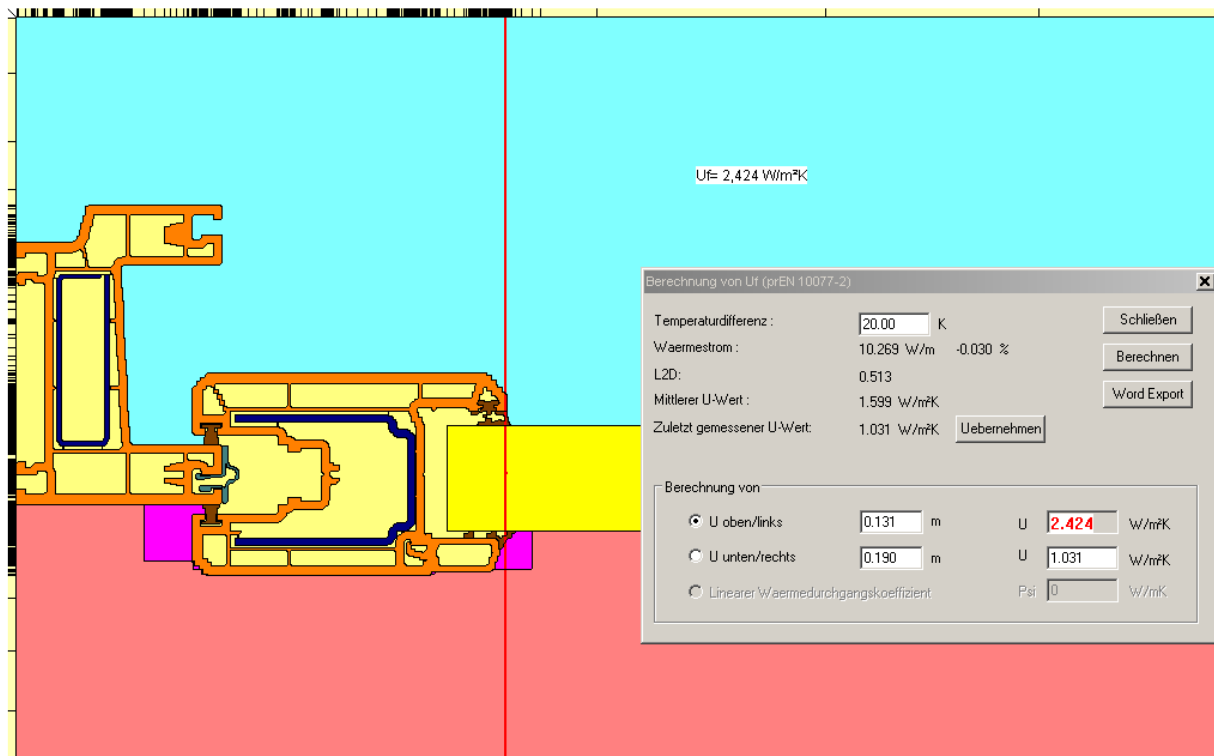 Uf= 2,424 W/m²K
Berechnung von Uf (prEN 10077-2)
Temperaturdifferenz : 20.00 K Schließen
Waermestrom : 10.269 W/m -0.030 % Berechnen
L2D: 0.513
Mittlerer U-Wert : 1.599 W/m²K Word Export
Zuletzt gemessener U-Wert: 1.031 W/m²K Uebernehmen
Berechnung von
U oben/links 0.131 m U 2.424 W/m²K
U unten/rechts 0.190 m U 1.031 W/m²K
Linearer Waermedurchgangskoeffizient Psi 0 W/mK